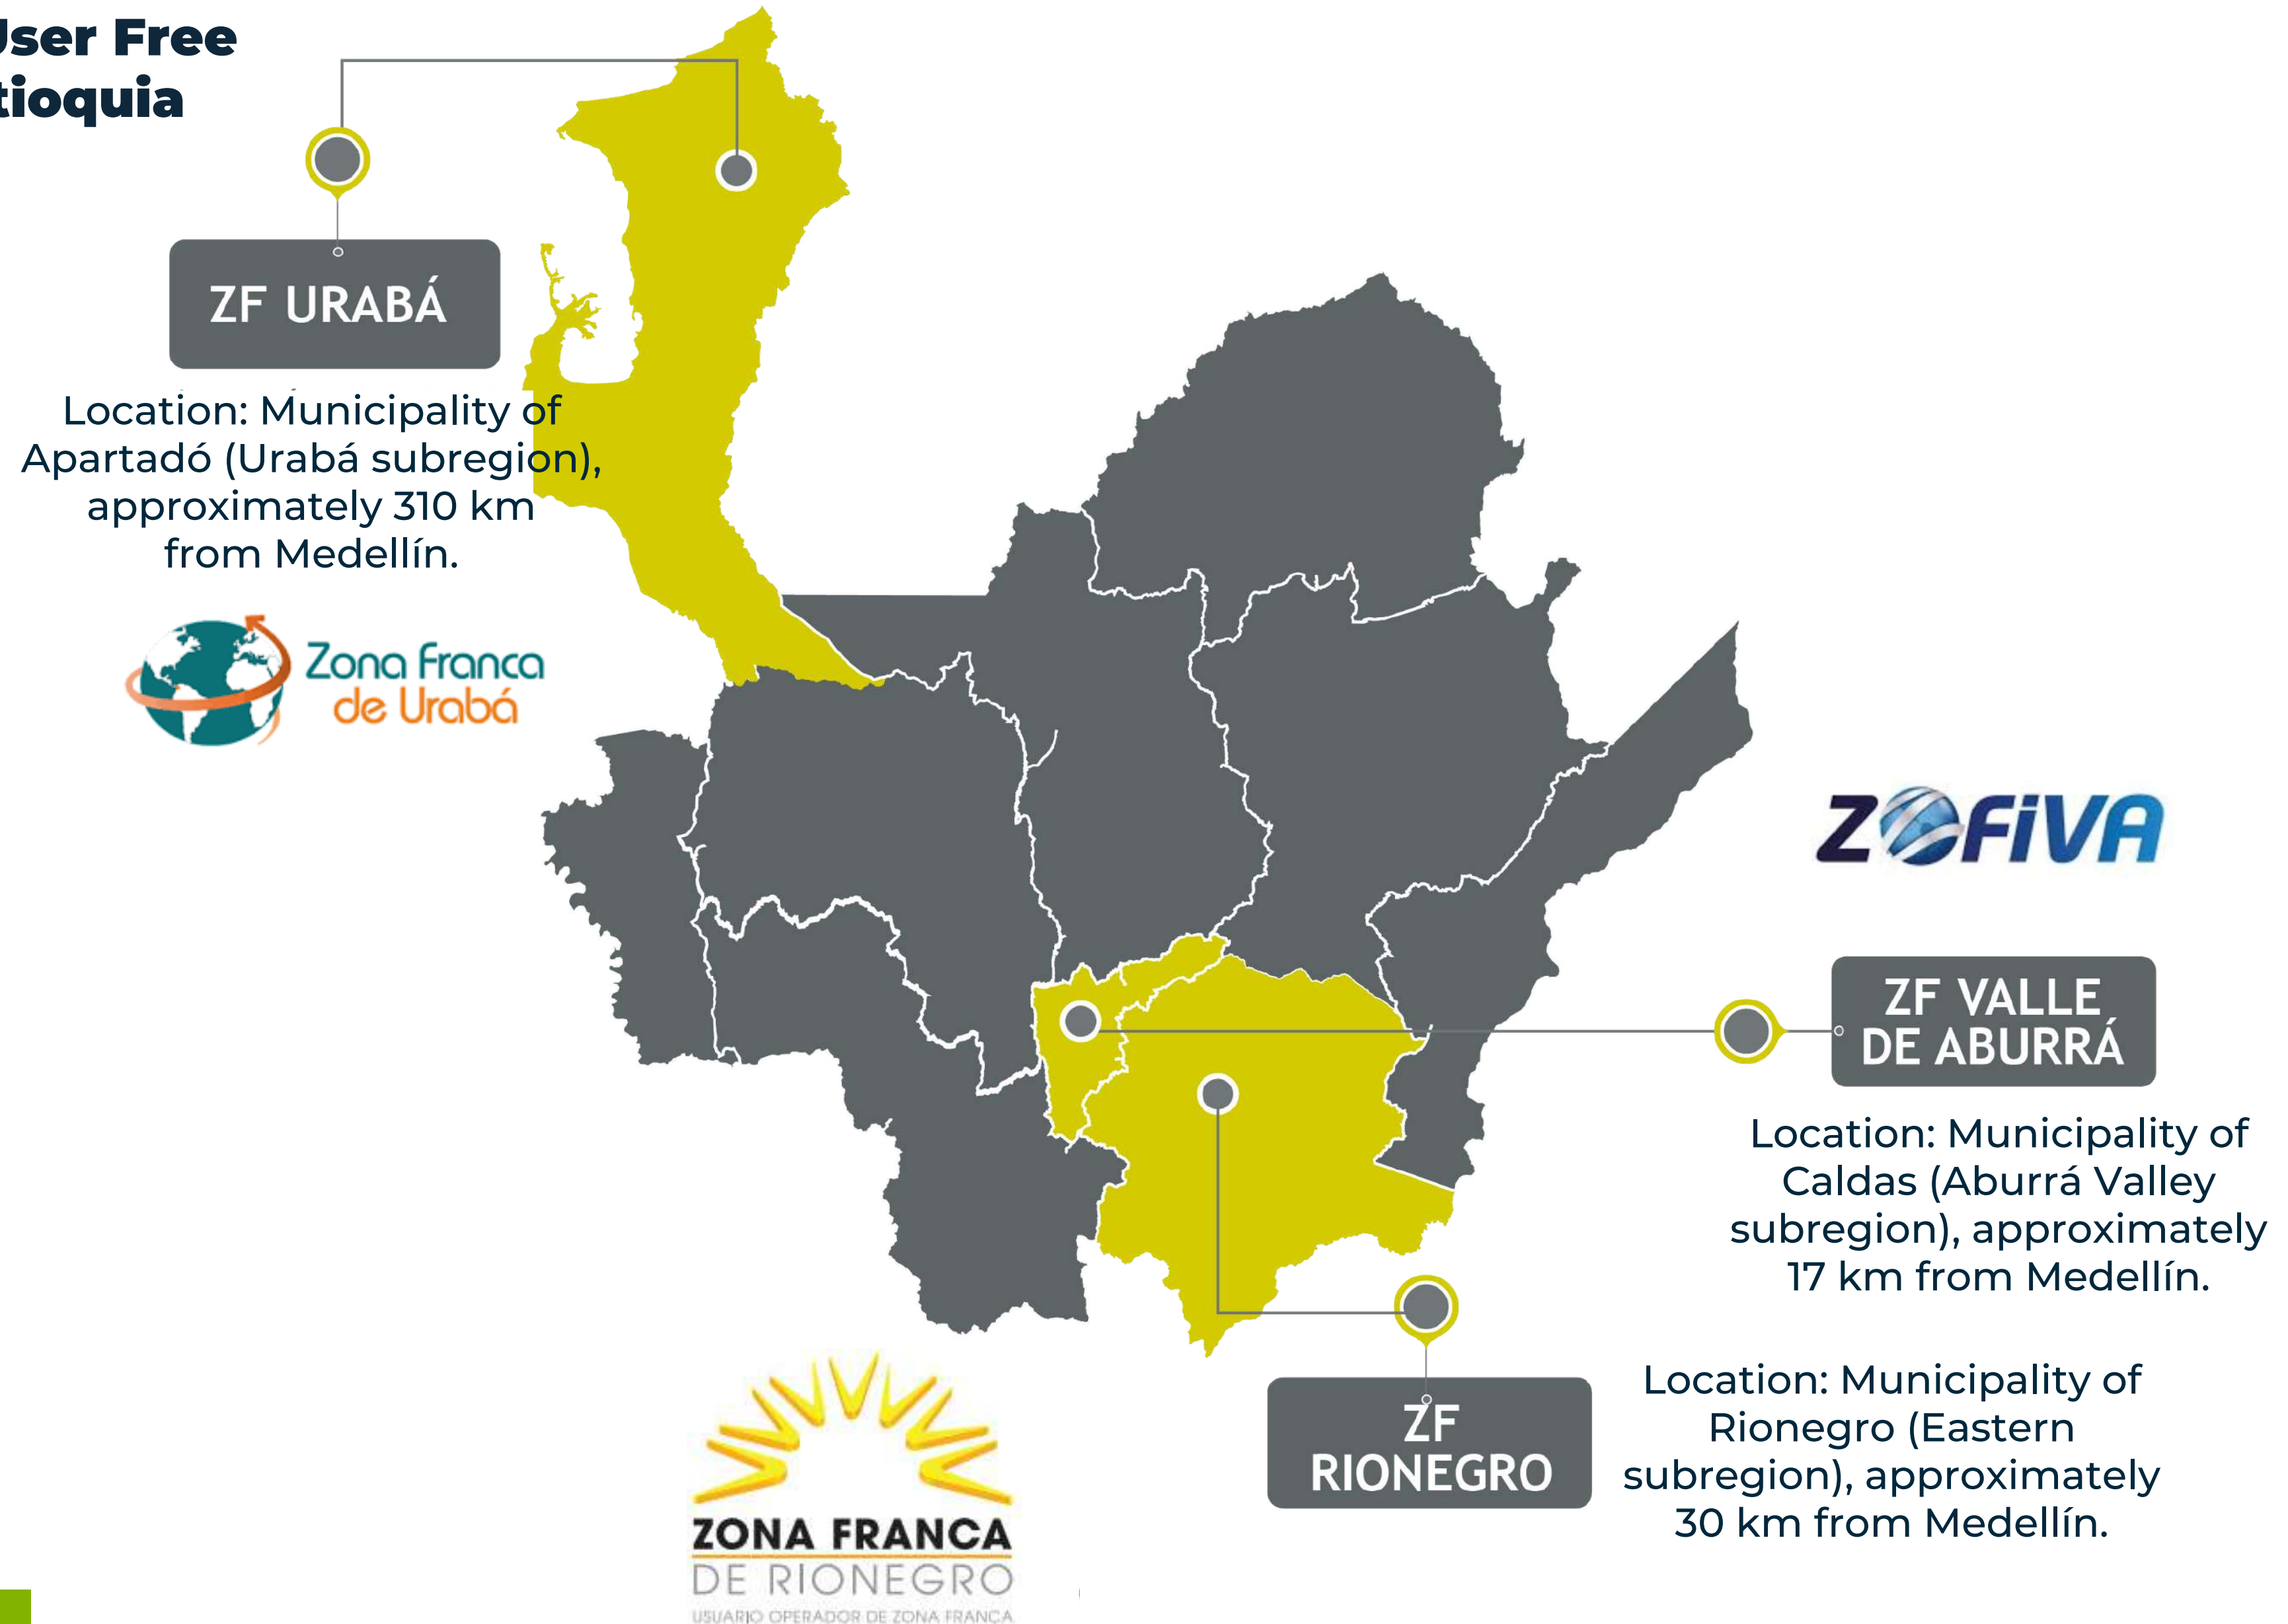 User Free
tioquia
ZF URABÁ
Location: Municipality of
Apartadó (Urabá subregion),
approximately 310 km
from Medellín.
Zona Franca
de Urabá
ZOFiVA
ZF VALLE
DE ABURRÁ
Location: Municipality of
Caldas (Aburrá Valley
subregion), approximately
17 km from Medellín.
ZF
RIONEGRO
Location: Municipality of
Rionegro (Eastern
subregion), approximately
30 km from Medellín.
ZONA FRANCA
DE RIONEGRO
USUARIO OPERADOR DE ZONA FRANCA